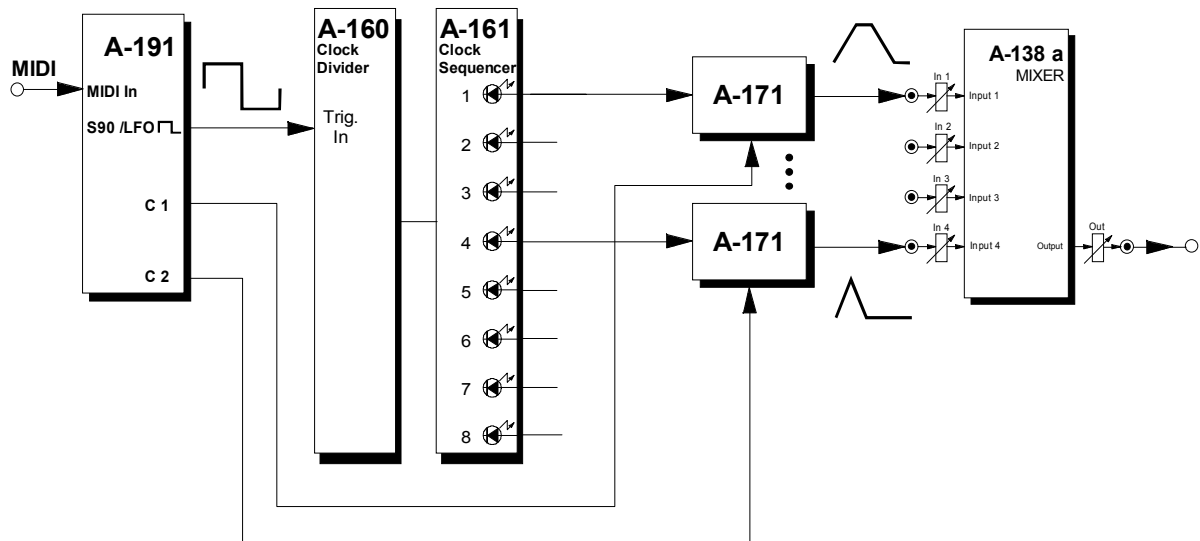 MIDI
A-191
MIDI In
S90 /LFO
C 1
C 2
A-160
Clock
Divider
Trig.
In
A-161
Clock
Sequencer
1
2
3
4
5
6
7
8
A-171
A-171
A-138 a
MIXER
In 1
Input 1
In 2
Input 2
In 3
Input 3
In 4
Input 4
Output
Out